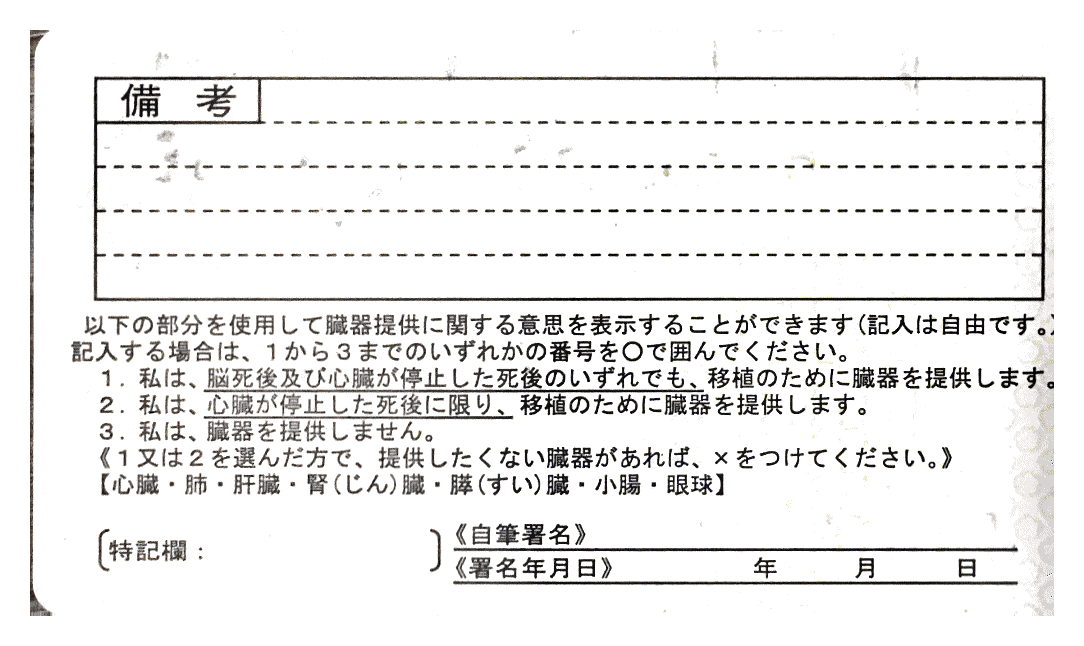 備考
以下の部分を使用して臓器提供に関する意思を表示することができます(記入は自由です。)
記入する場合は、1から3までのいずれかの番号を〇で囲んでください。
1. 私は、脳死後及び心臓が停止した死後のいずれでも、移植のために臓器を提供します。
2. 私は、心臓が停止した死後に限り、移植のために臓器を提供します。
3. 私は、臓器を提供しません。
《1又は2を選んだ方で、提供したくない臓器があれば、×をつけてください。》
【心臓・肺・肝臓・腎(じん)臓・膵(すい)臓・小腸・眼球】
〔特記欄: 〕
《自筆署名》
《署名年月日》 年 月 日